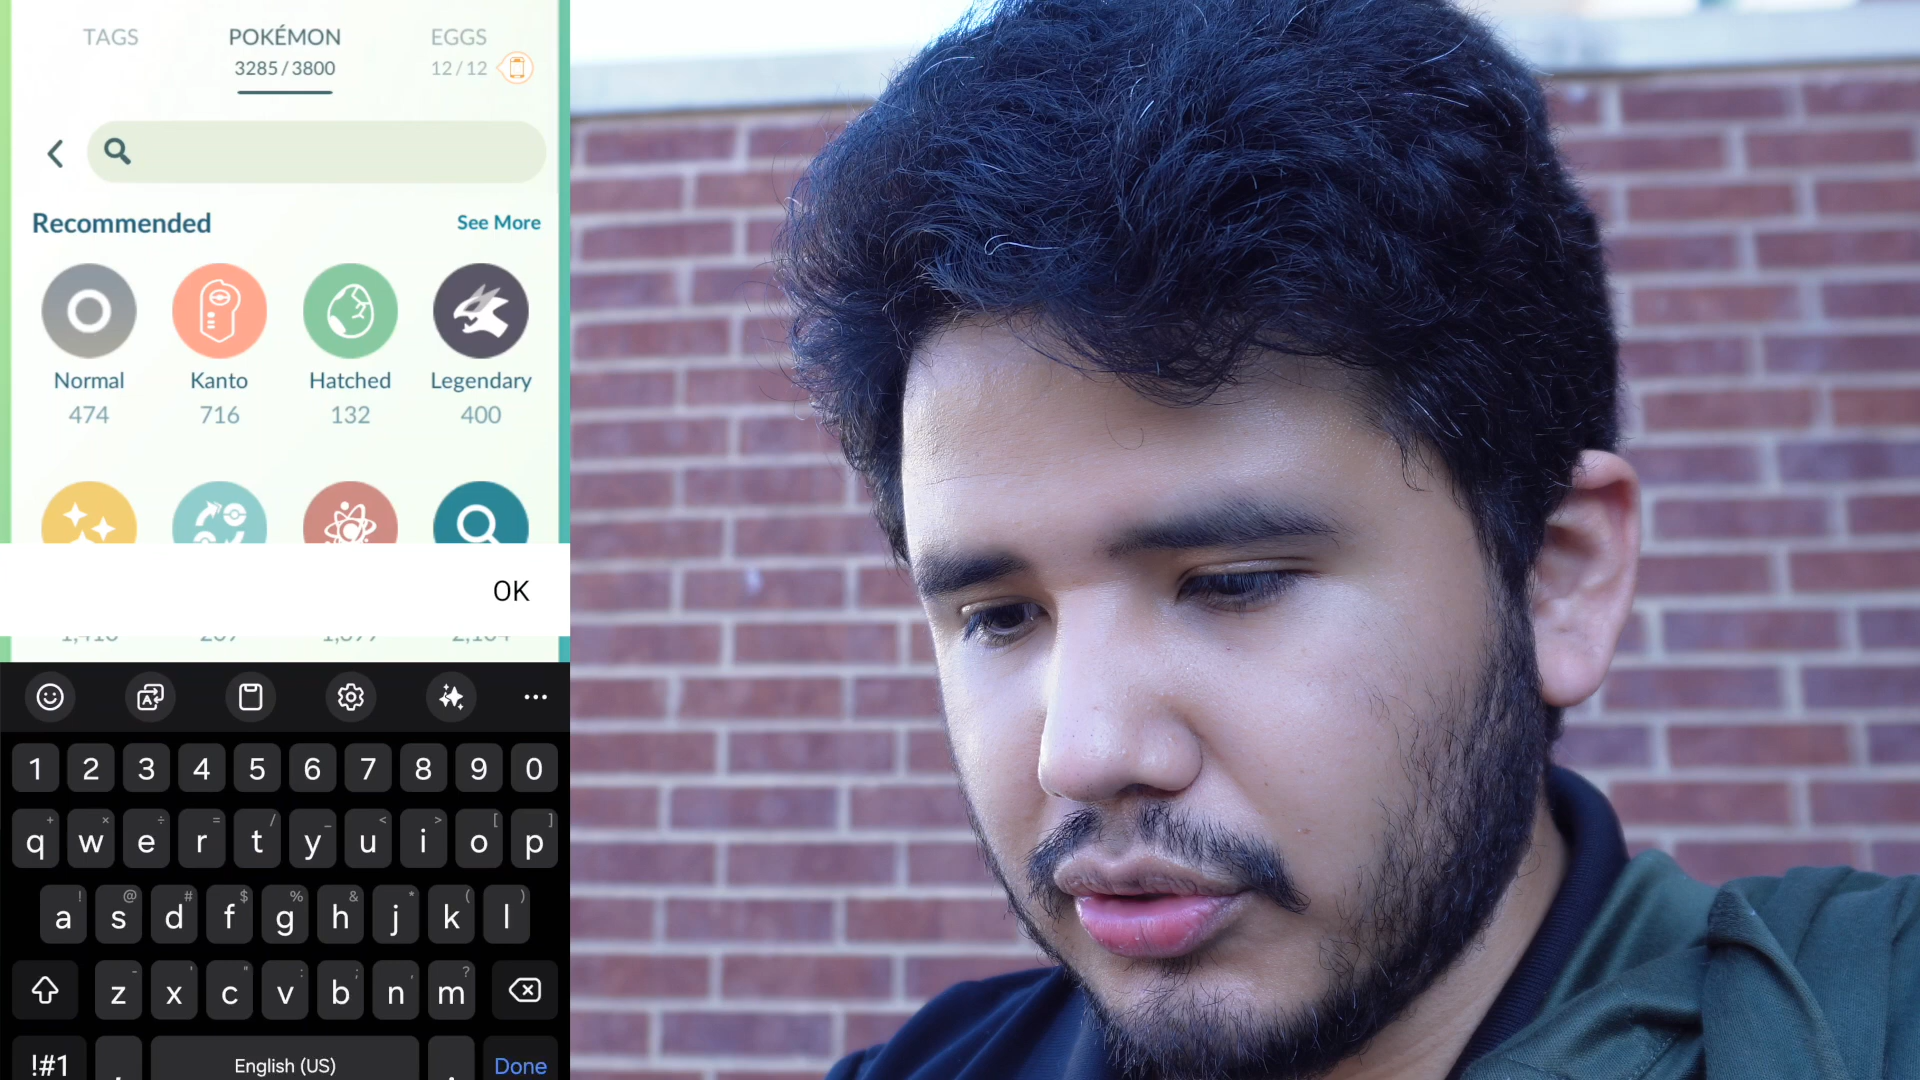 TAGS
POKÉMON
EGGS
3285 / 3800
12 / 12
Recommended
See More
Normal
Kanto
Hatched
Legendary
474
716
132
400
OK
1 2 3 4 5 6 7 8 9 0
+ × ÷ = / _ < > [ ]
q w e r t y u i o p
! @ # $ % & * ( )
a s d f g h j k l
- ' " : ; , ?
z x c v b n m
!#1 , English (US) . Done